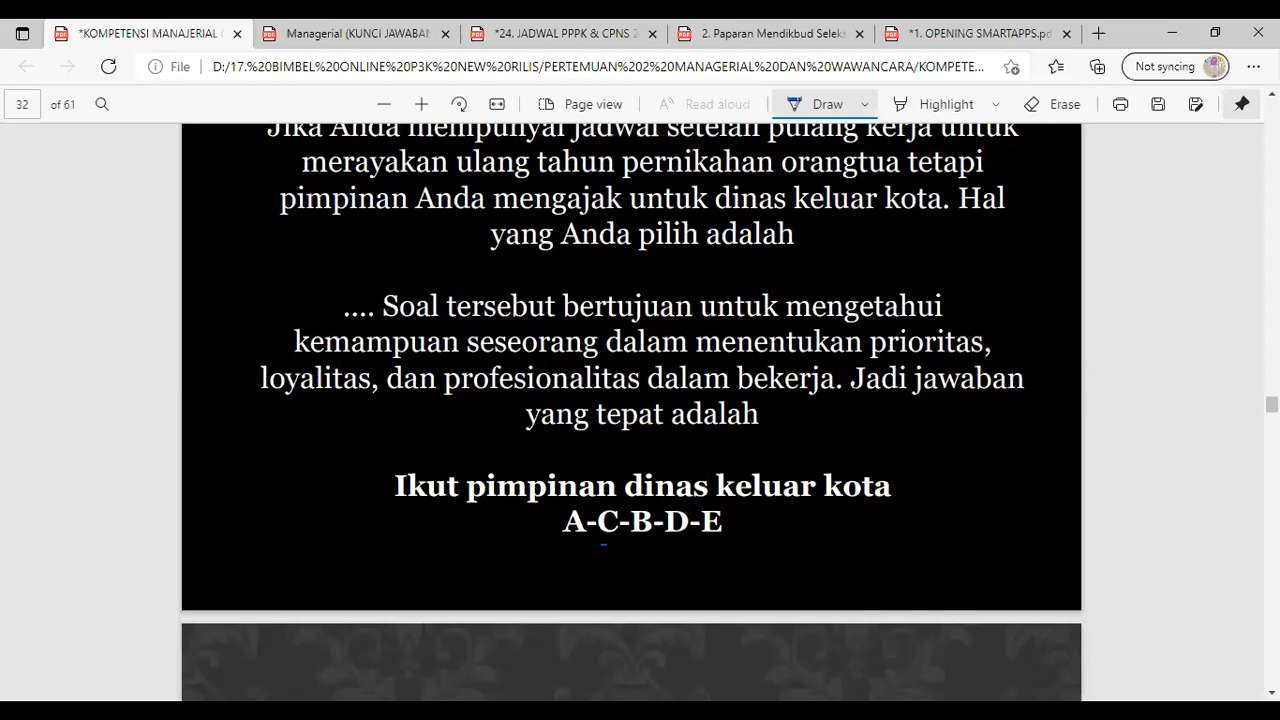 *KOMPETENSI MANAJERIAL (
Managerial (KUNCI JAWABAN
*24. JADWAL PPPK & CPNS 2
2. Paparan Mendikbud Seleks
*1. OPENING SMARTAPPS.pd
File
D:/17.%20BIMBEL%20ONLINE%20P3K%20NEW%20RILIS/PERTEMUAN%202%20MANAGERIAL%20DAN%20WAWANCARA/KOMPETE...
Not syncing
32 of 61
Page view
Read aloud
Draw
Highlight
Erase
Jika Anda mempunyai jadwal setelah pulang kerja untuk
merayakan ulang tahun pernikahan orangtua tetapi
pimpinan Anda mengajak untuk dinas keluar kota. Hal
yang Anda pilih adalah
.... Soal tersebut bertujuan untuk mengetahui
kemampuan seseorang dalam menentukan prioritas,
loyalitas, dan profesionalitas dalam bekerja. Jadi jawaban
yang tepat adalah
Ikut pimpinan dinas keluar kota
A-C-B-D-E